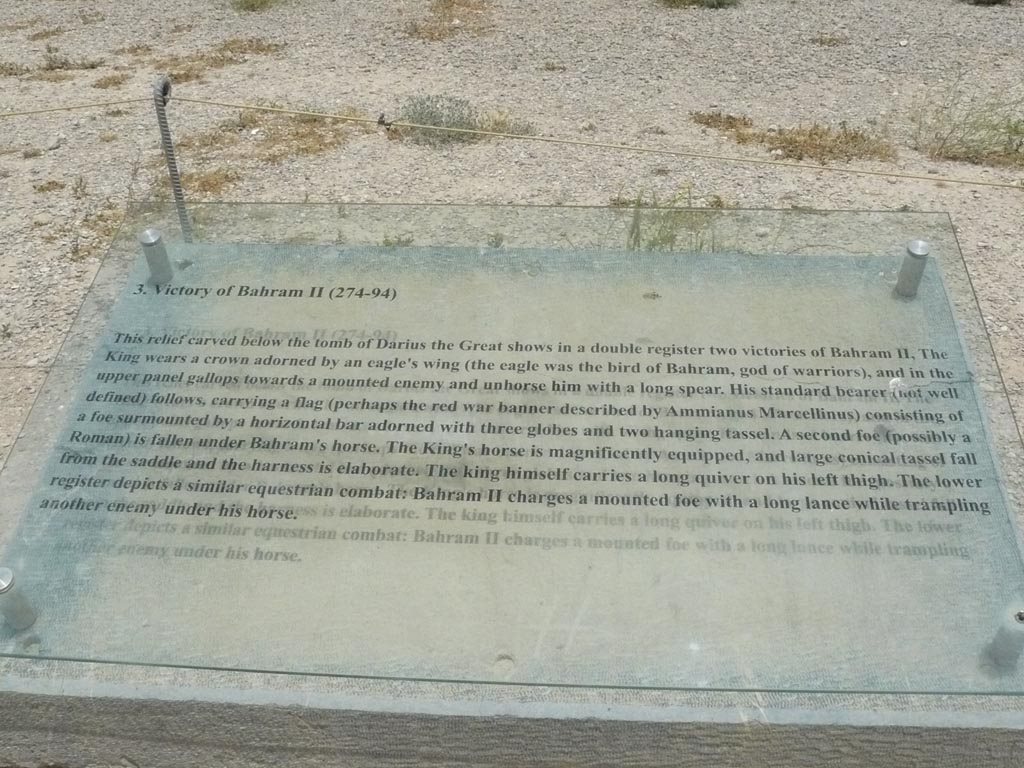 3. Victory of Bahram II (274-94)
This relief carved below the tomb of Darius the Great shows in a double register two victories of Bahram II, The
King wears a crown adorned by an eagle's wing (the eagle was the bird of Bahram, god of warriors), and in the
upper panel gallops towards a mounted enemy and unhorse him with a long spear. His standard bearer (not well
defined) follows, carrying a flag (perhaps the red war banner described by Ammianus Marcellinus) consisting of
a foe surmounted by a horizontal bar adorned with three globes and two hanging tassel. A second foe (possibly a
Roman) is fallen under Bahram's horse. The King's horse is magnificently equipped, and large conical tassel fall
from the saddle and the harness is elaborate. The king himself carries a long quiver on his left thigh. The lower
register depicts a similar equestrian combat: Bahram II charges a mounted foe with a long lance while trampling
another enemy under his horse.